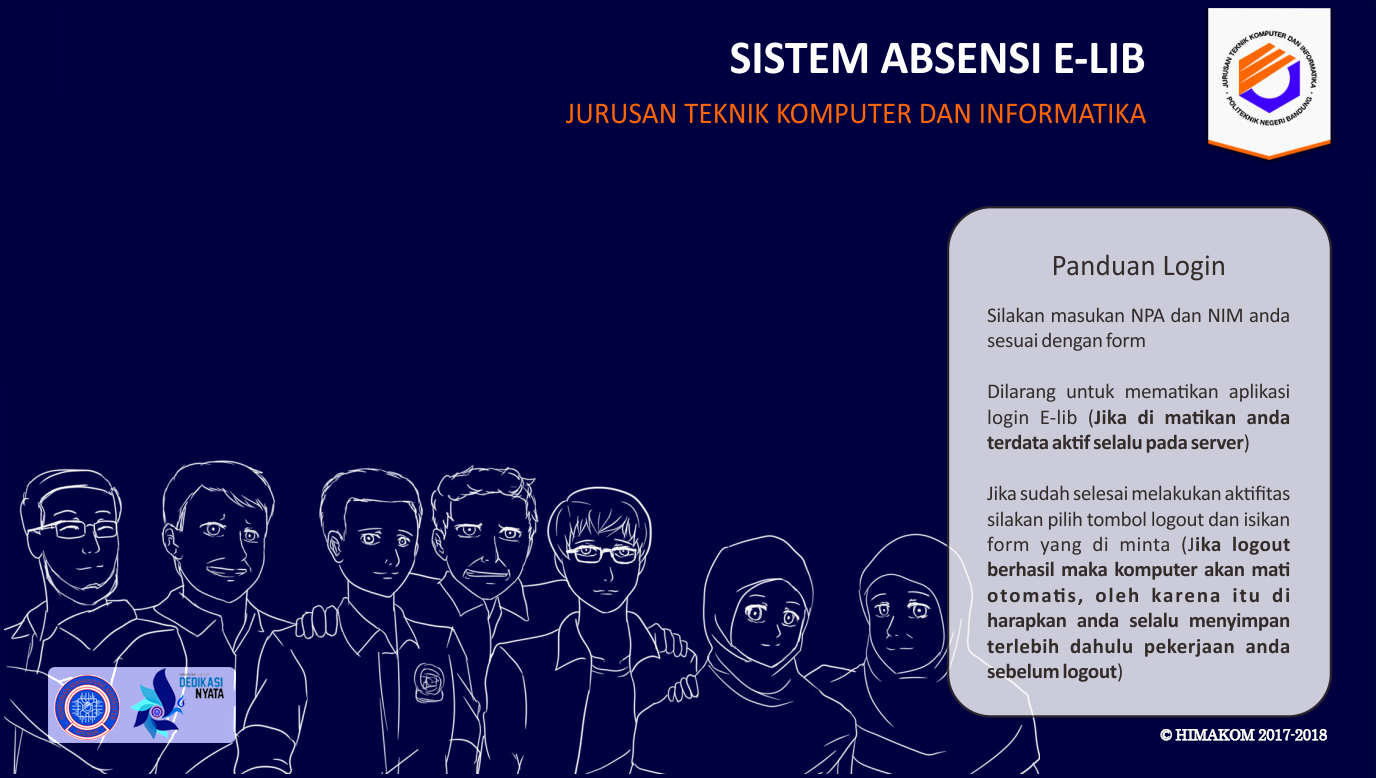 SISTEM ABSENSI E-LIB
JURUSAN TEKNIK KOMPUTER DAN INFORMATIKA
JURUSAN TEKNIK KOMPUTER DAN INFORMATIKA
POLITEKNIK NEGERI BANDUNG
Panduan Login
Silakan masukan NPA dan NIM anda
sesuai dengan form
Dilarang untuk mematikan aplikasi
login E-lib (Jika di matikan anda
terdata aktif selalu pada server)
Jika sudah selesai melakukan aktifitas
silakan pilih tombol logout dan isikan
form yang di minta (Jika logout
berhasil maka komputer akan mati
otomatis, oleh karena itu di
harapkan anda selalu menyimpan
terlebih dahulu pekerjaan anda
sebelum logout)
DEDIKASI
NYATA
© HIMAKOM 2017-2018